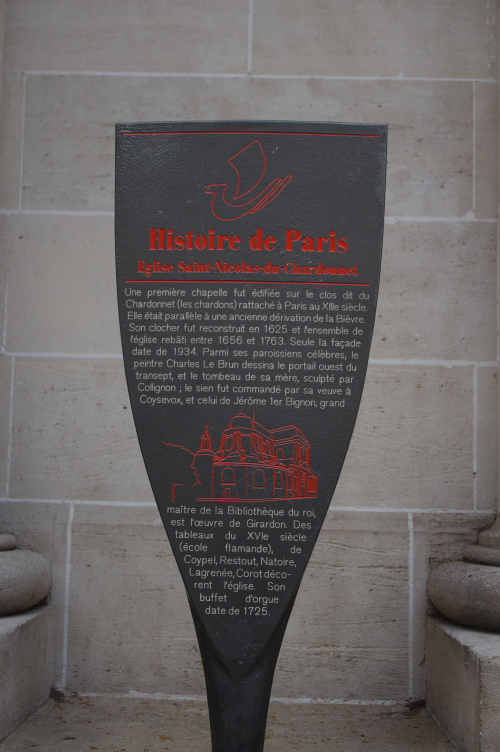 Histoire de Paris
Eglise Saint-Nicolas-du-Chardonnet
Une première chapelle fut édifiée sur le clos dit du
Chardonnet (les chardons) rattaché à Paris au XIIIe siècle.
Elle était parallèle à une ancienne dérivation de la Bièvre.
Son clocher fut reconstruit en 1625 et l'ensemble de
l'église rebâti entre 1656 et 1763. Seule la façade
date de 1934. Parmi ses paroissiens célèbres, le
peintre Charles Le Brun dessina le portail ouest du
transept, et le tombeau de sa mère, sculpté par
Collignon ; le sien fut commandé par sa veuve à
Coysevox, et celui de Jérôme 1er Bignon, grand
maître de la Bibliothèque du roi,
est l'œuvre de Girardon. Des
tableaux du XVIe siècle
(école flamande), de
Coypel, Restout, Natoire,
Lagrenée, Corot déco-
rent l'église. Son
buffet d'orgue
date de 1725.